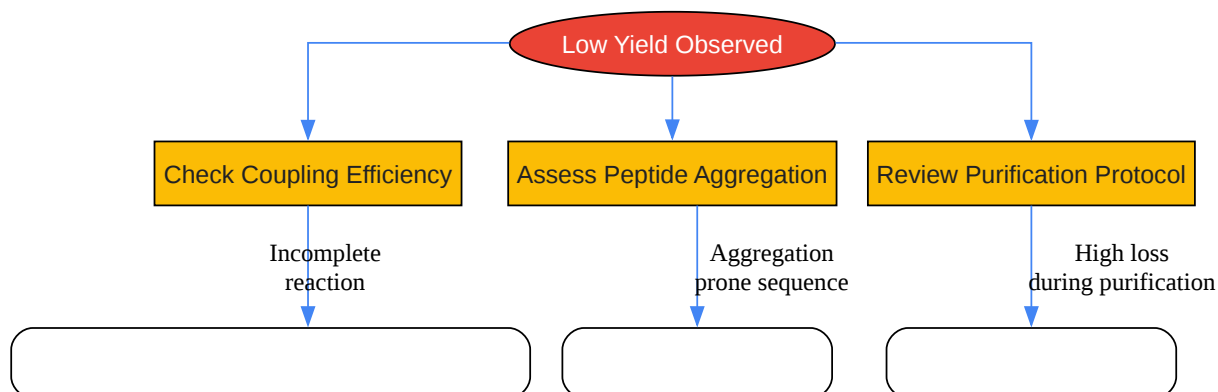 Low Yield Observed
Check Coupling Efficiency
Assess Peptide Aggregation
Review Purification Protocol
Incomplete
reaction
Aggregation
prone sequence
High loss
during purification